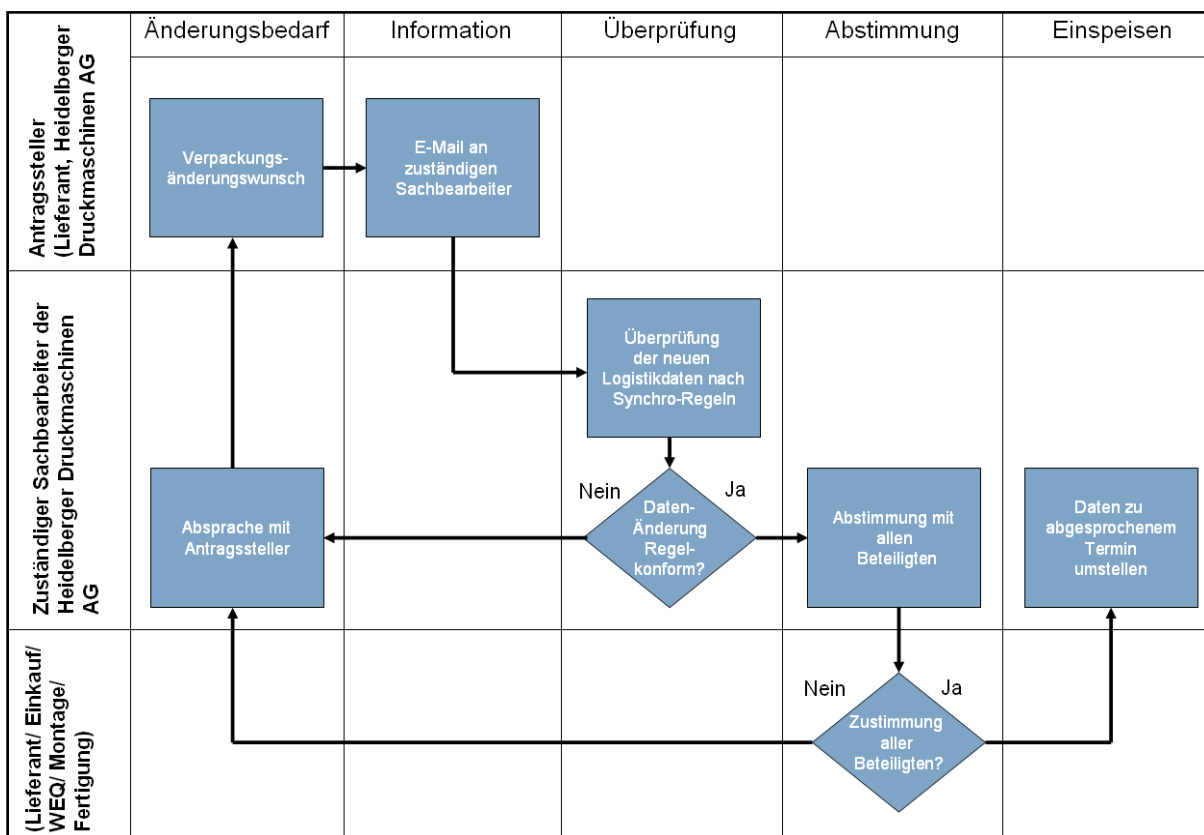 Änderungsbedarf
Information
Überprüfung
Abstimmung
Einspeisen
Antragssteller
(Lieferant, Heidelberger
Druckmaschinen AG
Verpackungs-
änderungswunsch
E-Mail an
zuständigen
Sachbearbeiter
Zuständiger Sachbearbeiter der
Heidelberger Druckmaschinen
AG
Überprüfung
der neuen
Logistikdaten nach
Synchro-Regeln
Nein
Ja
Absprache mit
Antragssteller
Daten-
Änderung
Regel-
konform?
Abstimmung mit
allen
Beteiligten
Daten zu
abgesprochenem
Termin
umstellen
(Lieferant/ Einkauf/
WEQ/ Montage/
Fertigung)
Nein
Ja
Zustimmung
aller
Beteiligten?